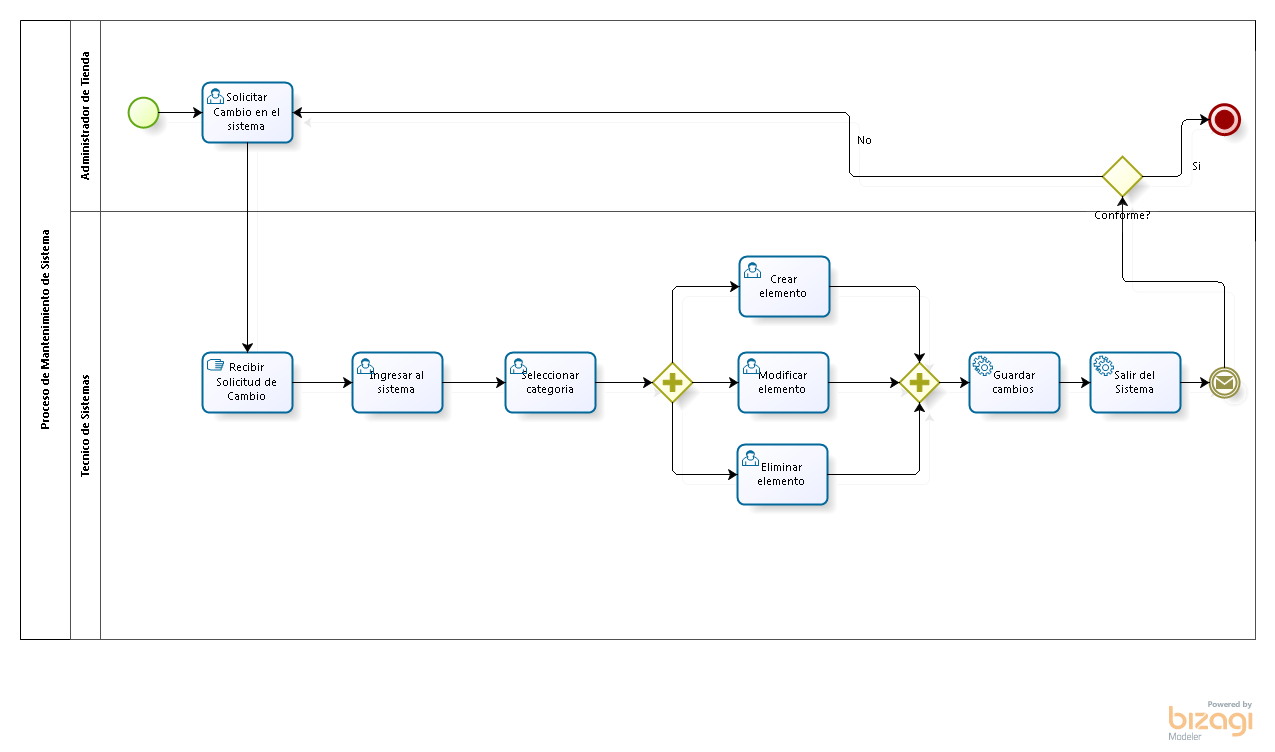 Proceso de Mantenimiento de Sistema
Administrador de Tienda
Solicitar
Cambio en el
sistema
No
Si
Conforme?
Tecnico de Sistemas
Recibir
Solicitud de
Cambio
Ingresar al
sistema
Seleccionar
categoria
Crear
elemento
Modificar
elemento
Eliminar
elemento
Guardar
cambios
Salir del
Sistema
Powered by
bizagi
Modeler